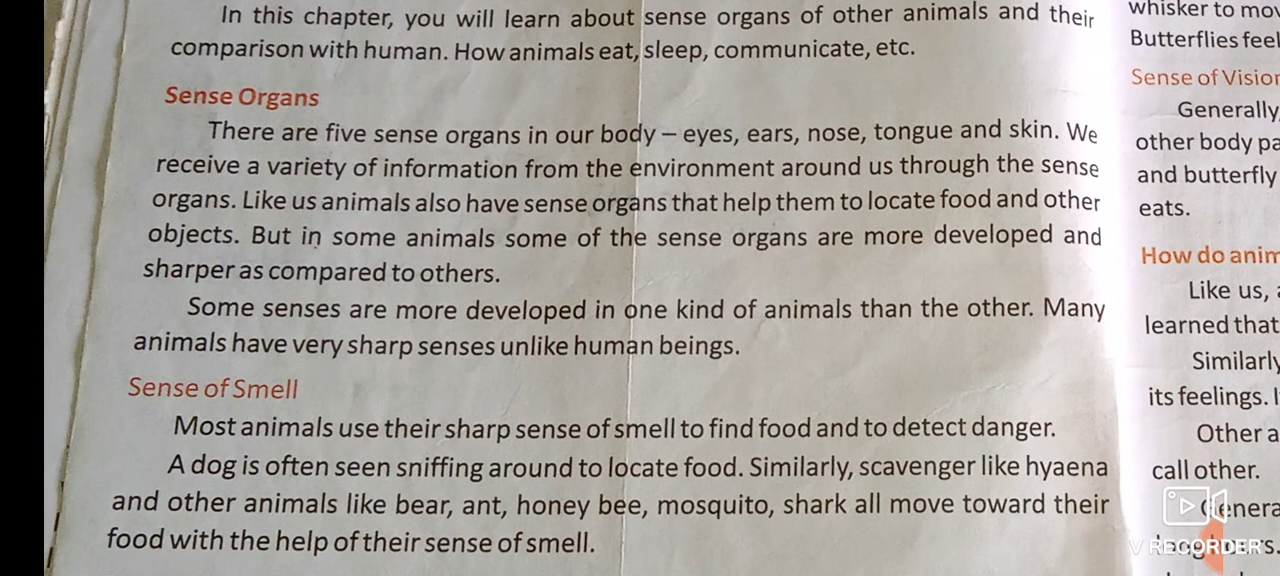 In this chapter, you will learn about sense organs of other animals and their
comparison with human. How animals eat, sleep, communicate, etc.
Sense Organs
There are five sense organs in our body – eyes, ears, nose, tongue and skin. We
receive a variety of information from the environment around us through the sense
organs. Like us animals also have sense organs that help them to locate food and other
objects. But in some animals some of the sense organs are more developed and
sharper as compared to others.
Some senses are more developed in one kind of animals than the other. Many
animals have very sharp senses unlike human beings.
Sense of Smell
Most animals use their sharp sense of smell to find food and to detect danger.
A dog is often seen sniffing around to locate food. Similarly, scavenger like hyaena
and other animals like bear, ant, honey bee, mosquito, shark all move toward their
food with the help of their sense of smell.
whisker to
Butterflies feel
Sense of
Generally,
other body
and butterfly
eats.
How do
Like us,
learned that
Similarly
its feelings.
Other
call other.
V RECORDER